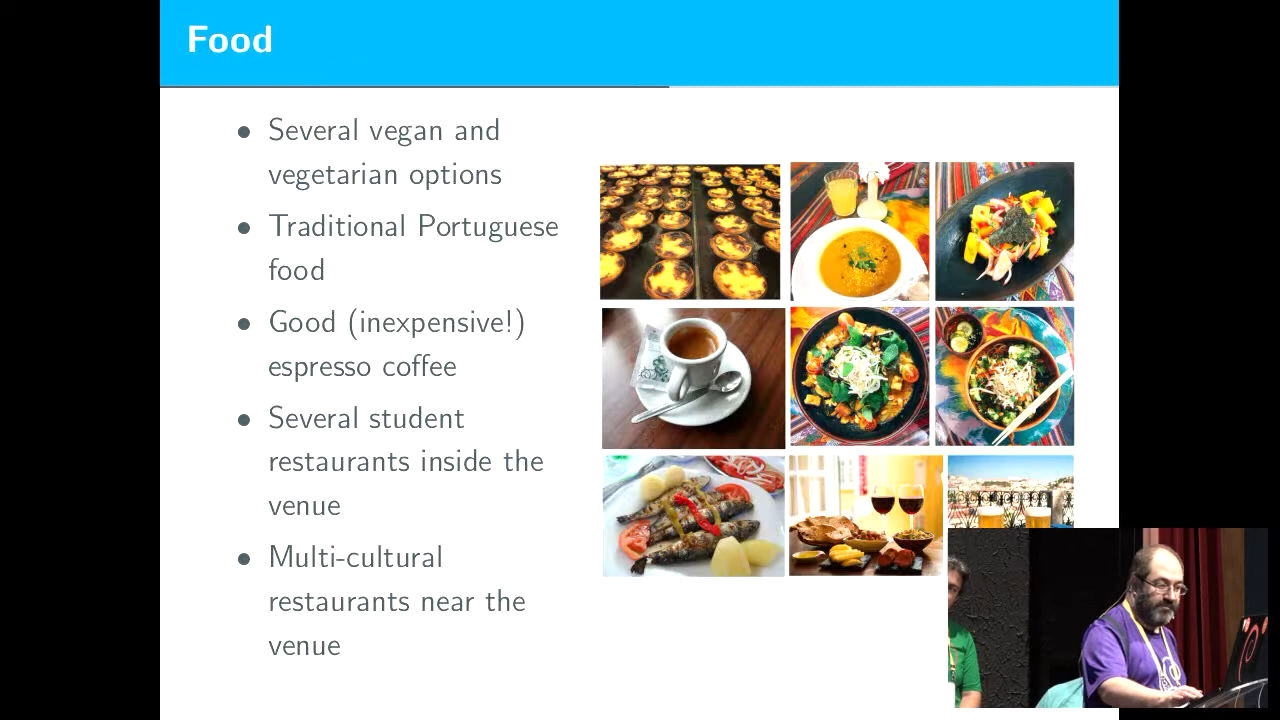 Food
• Several vegan and
vegetarian options
• Traditional Portuguese
food
• Good (inexpensive!)
espresso coffee
• Several student
restaurants inside the
venue
• Multi-cultural
restaurants near the
venue